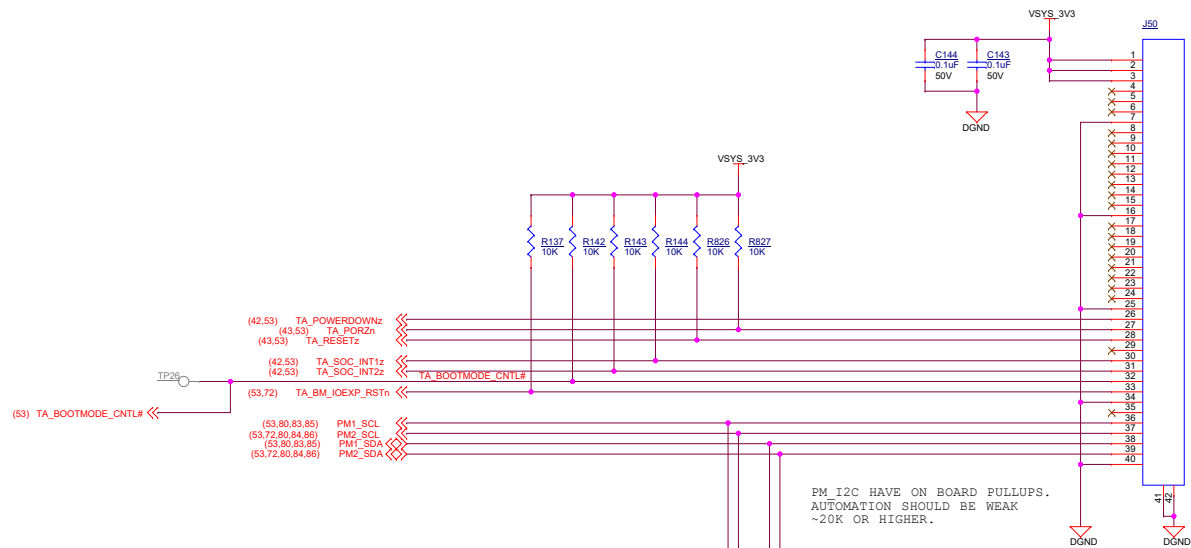 VSYS_3V3
J50
C144
0.1uF
50V
C143
0.1uF
50V
DGND
1
2
3
4
5
6
7
8
9
10
11
12
13
14
15
16
17
18
19
20
21
22
23
24
25
26
27
28
29
30
31
32
33
34
35
36
37
38
39
40
41
42
VSYS_3V3
R137
10K
R142
10K
R143
10K
R144
10K
R826
10K
R827
10K
(42,53) TA_POWERDOWNz
(43,53) TA_PORZn
(43,53) TA_RESETz
(42,53) TA_SOC_INT1z
(42,53) TA_SOC_INT2z
TP26
TA_BOOTMODE_CNTL#
(53,72) TA_BM_IOEXP_RSTn
(53) TA_BOOTMODE_CNTL#
(53,80,83,85) PM1_SCL
(53,72,80,84,86) PM2_SCL
(53,80,83,85) PM1_SDA
(53,72,80,84,86) PM2_SDA
PM_I2C HAVE ON BOARD PULLUPS.
AUTOMATION SHOULD BE WEAK
~20K OR HIGHER.
DGND
DGND